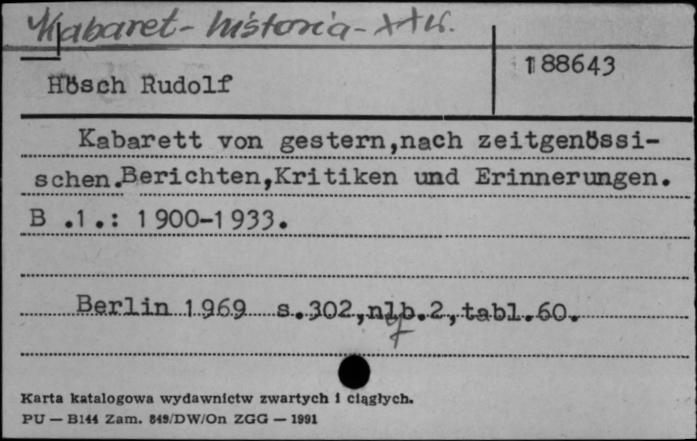 Kabaret - historia - XX w.
188643
Hösch Rudolf
Kabarett von gestern,nach zeitgenössi-
schen.Berichten,Kritiken und Erinnerungen.
B .1.: 1900-1933.
Berlin 1969 s.302,nlb.2,tabl.60.
Karta katalogowa wydawnictw zwartych i ciągłych.
PU — B144 Zam. 849/DW/On ZGG — 1991